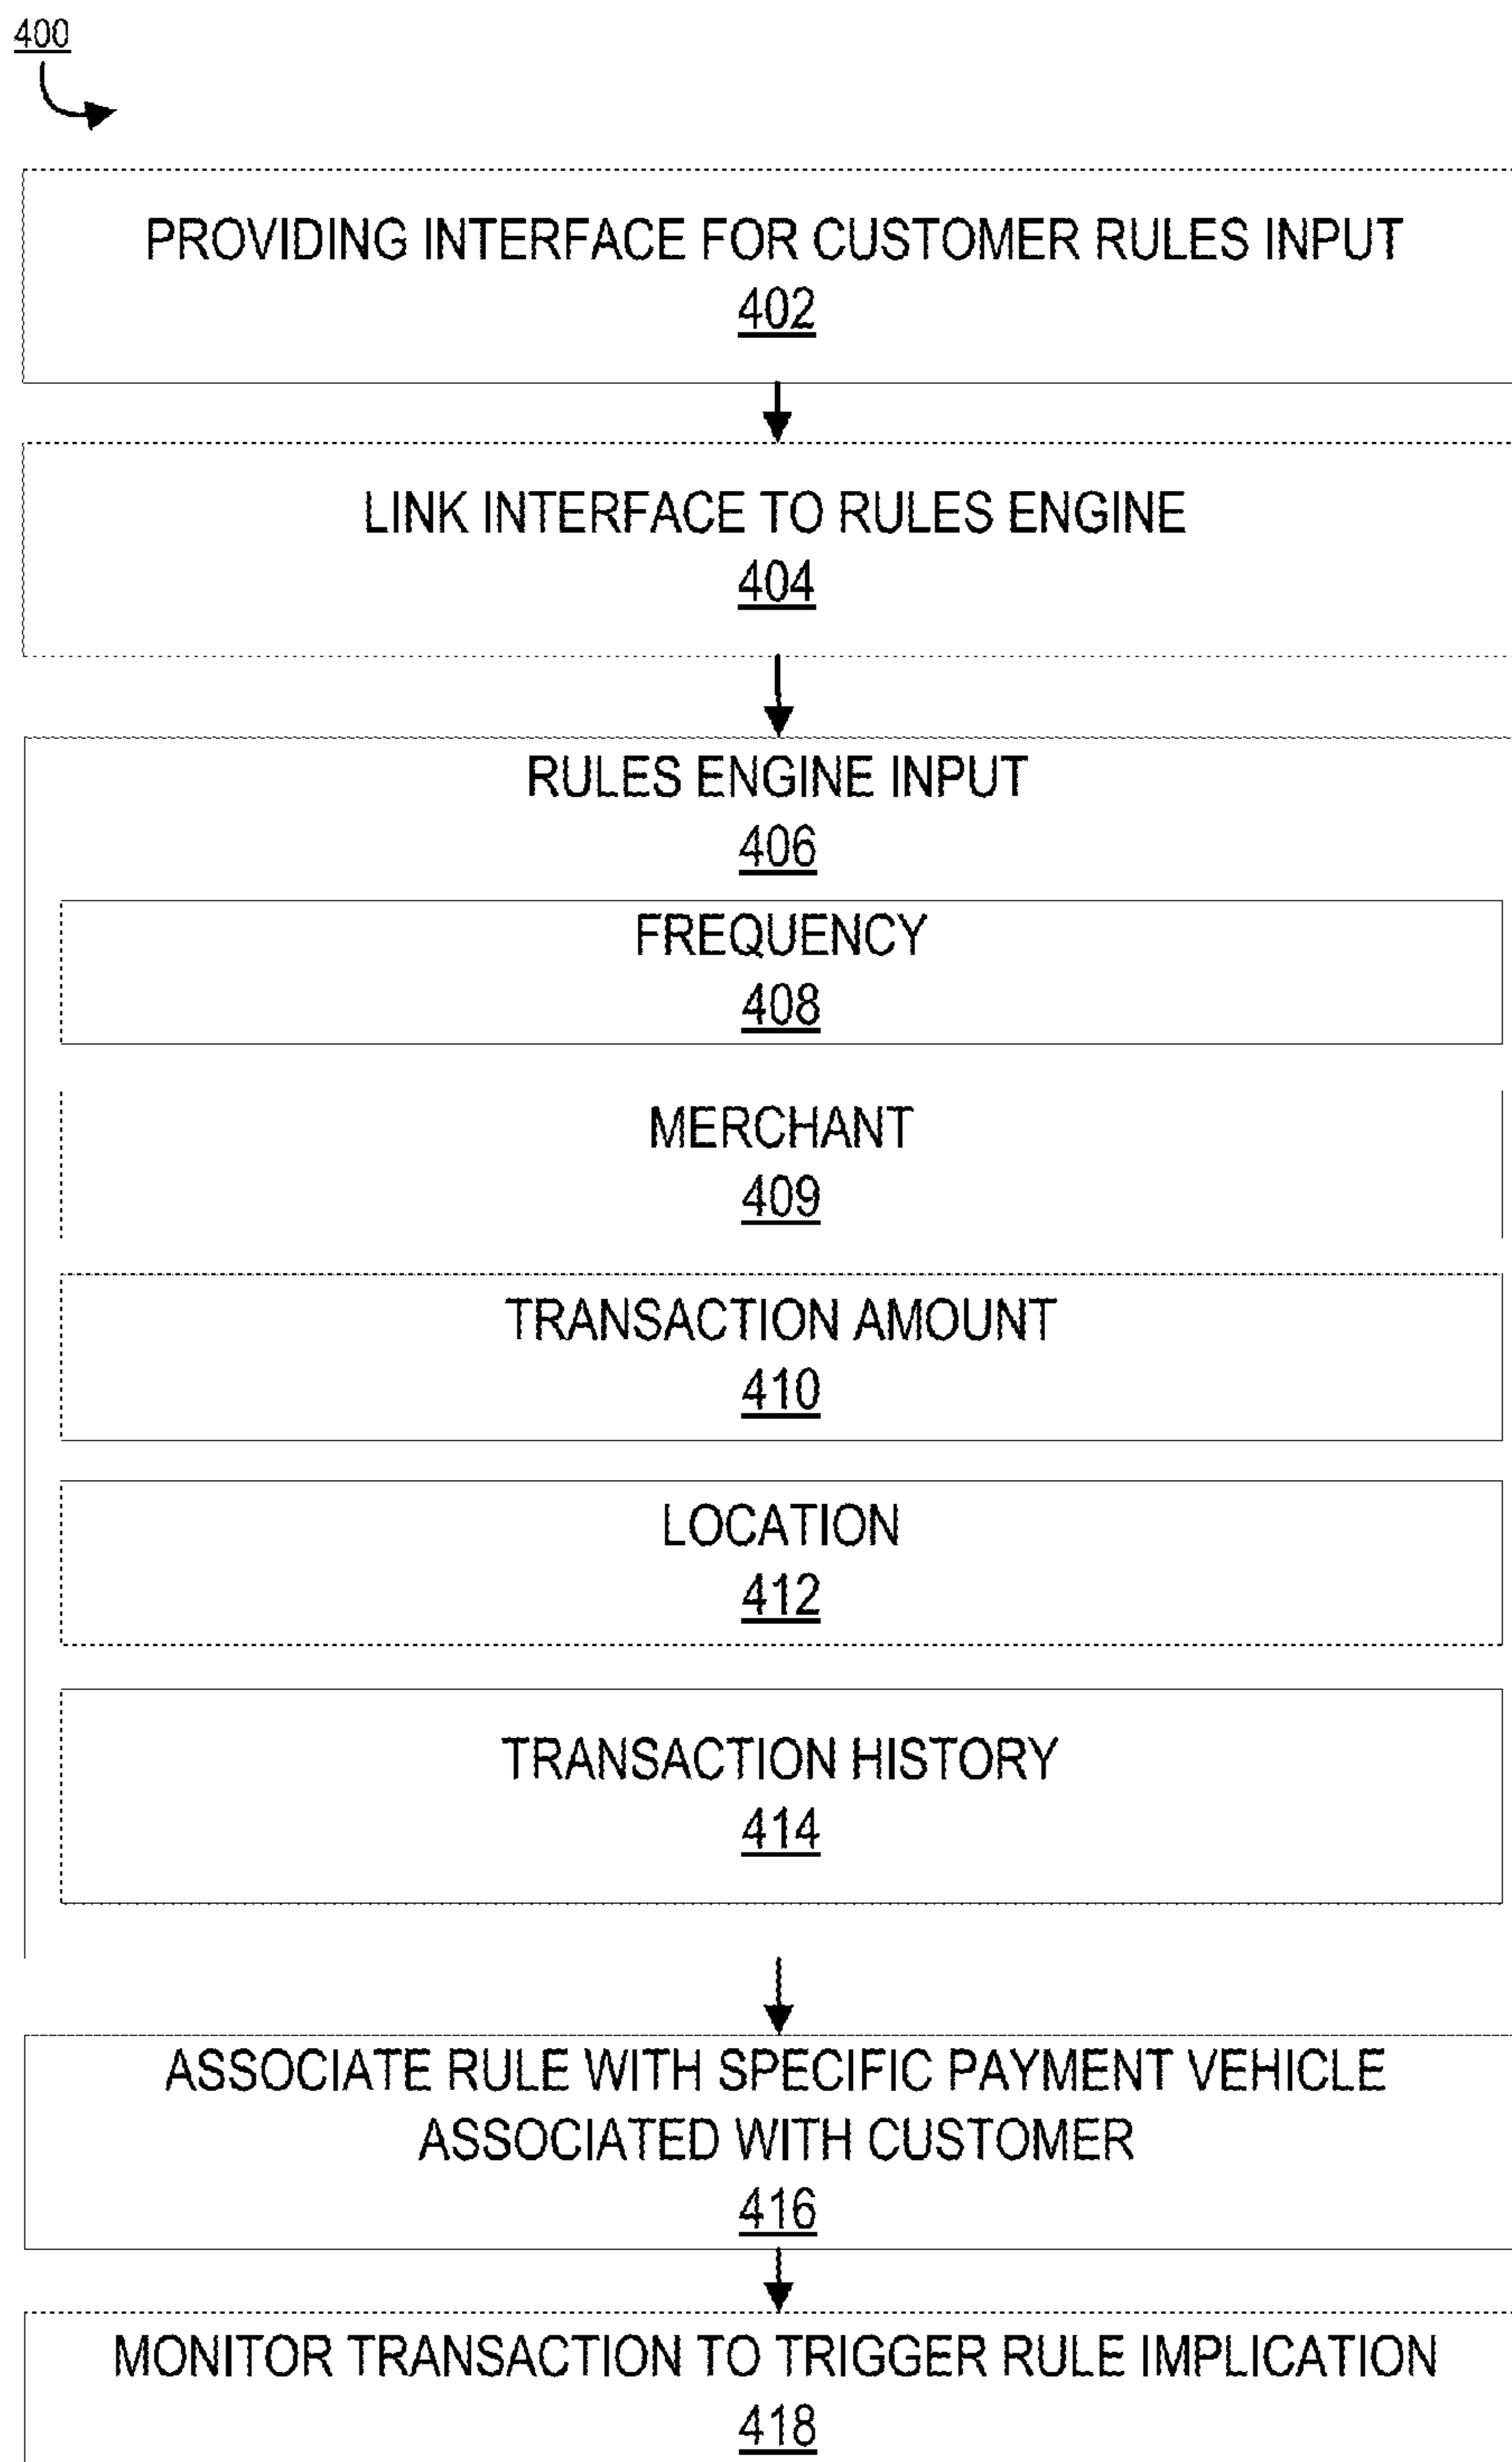 400
PROVIDING INTERFACE FOR CUSTOMER RULES INPUT
402
LINK INTERFACE TO RULES ENGINE
404
RULES ENGINE INPUT
406
FREQUENCY
408
MERCHANT
409
TRANSACTION AMOUNT
410
LOCATION
412
TRANSACTION HISTORY
414
ASSOCIATE RULE WITH SPECIFIC PAYMENT VEHICLE
ASSOCIATED WITH CUSTOMER
416
MONITOR TRANSACTION TO TRIGGER RULE IMPLICATION
418